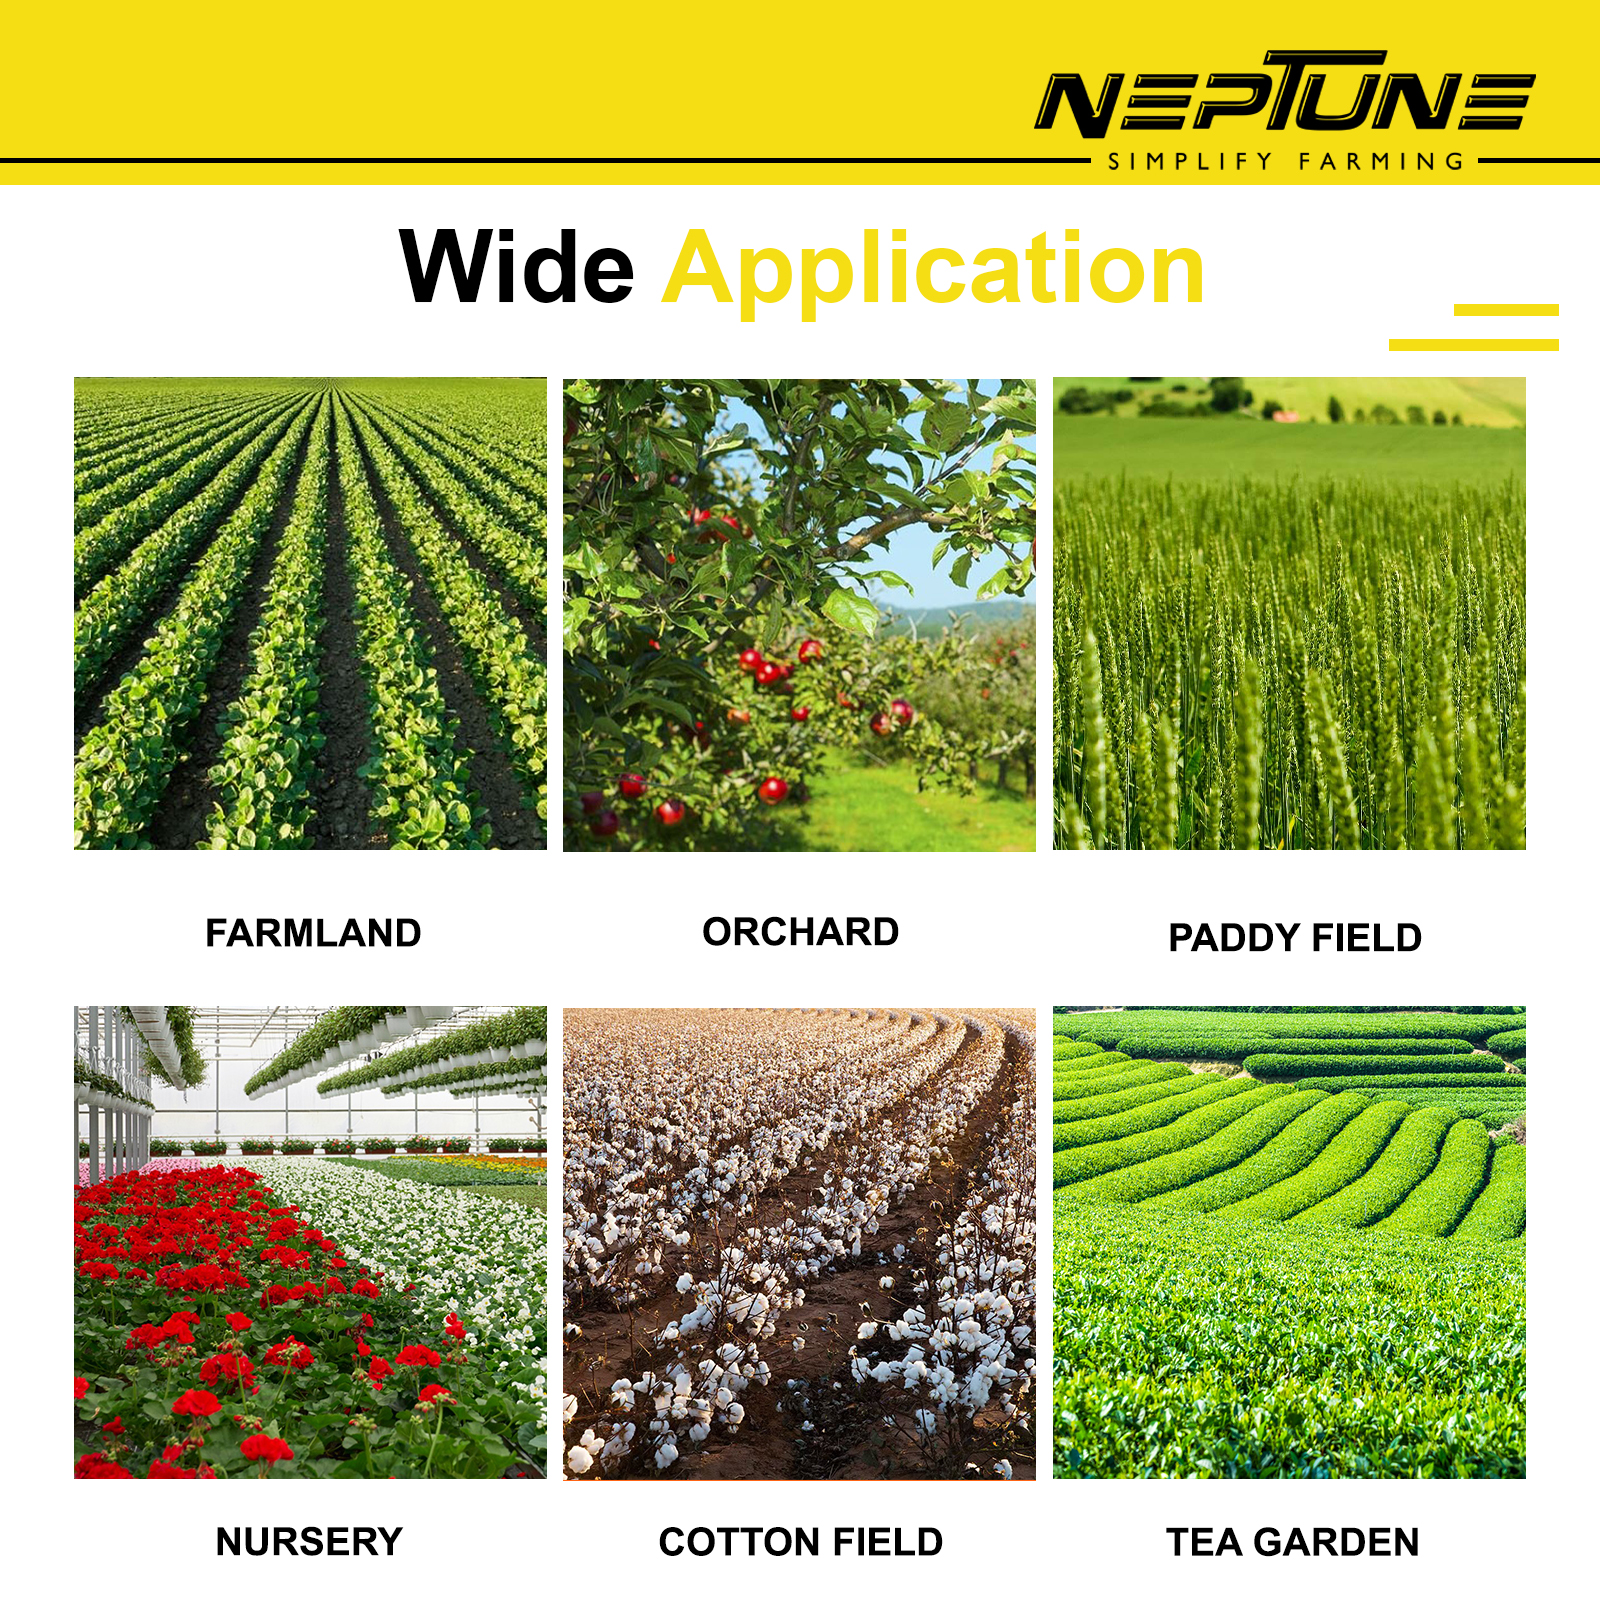 NEPTUNE
SIMPLIFY FARMING
Wide Application
FARMLAND
ORCHARD
PADDY FIELD
NURSERY
COTTON FIELD
TEA GARDEN